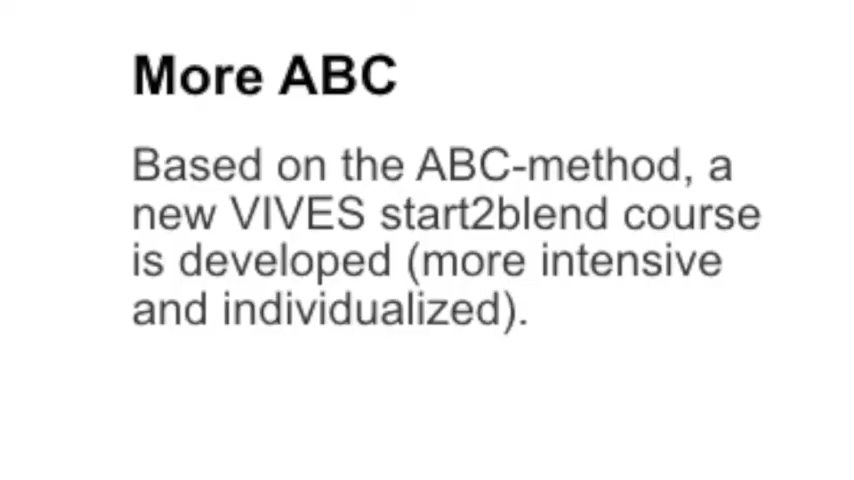 More ABC
Based on the ABC-method, a
new VIVES start2blend course
is developed (more intensive
and individualized).